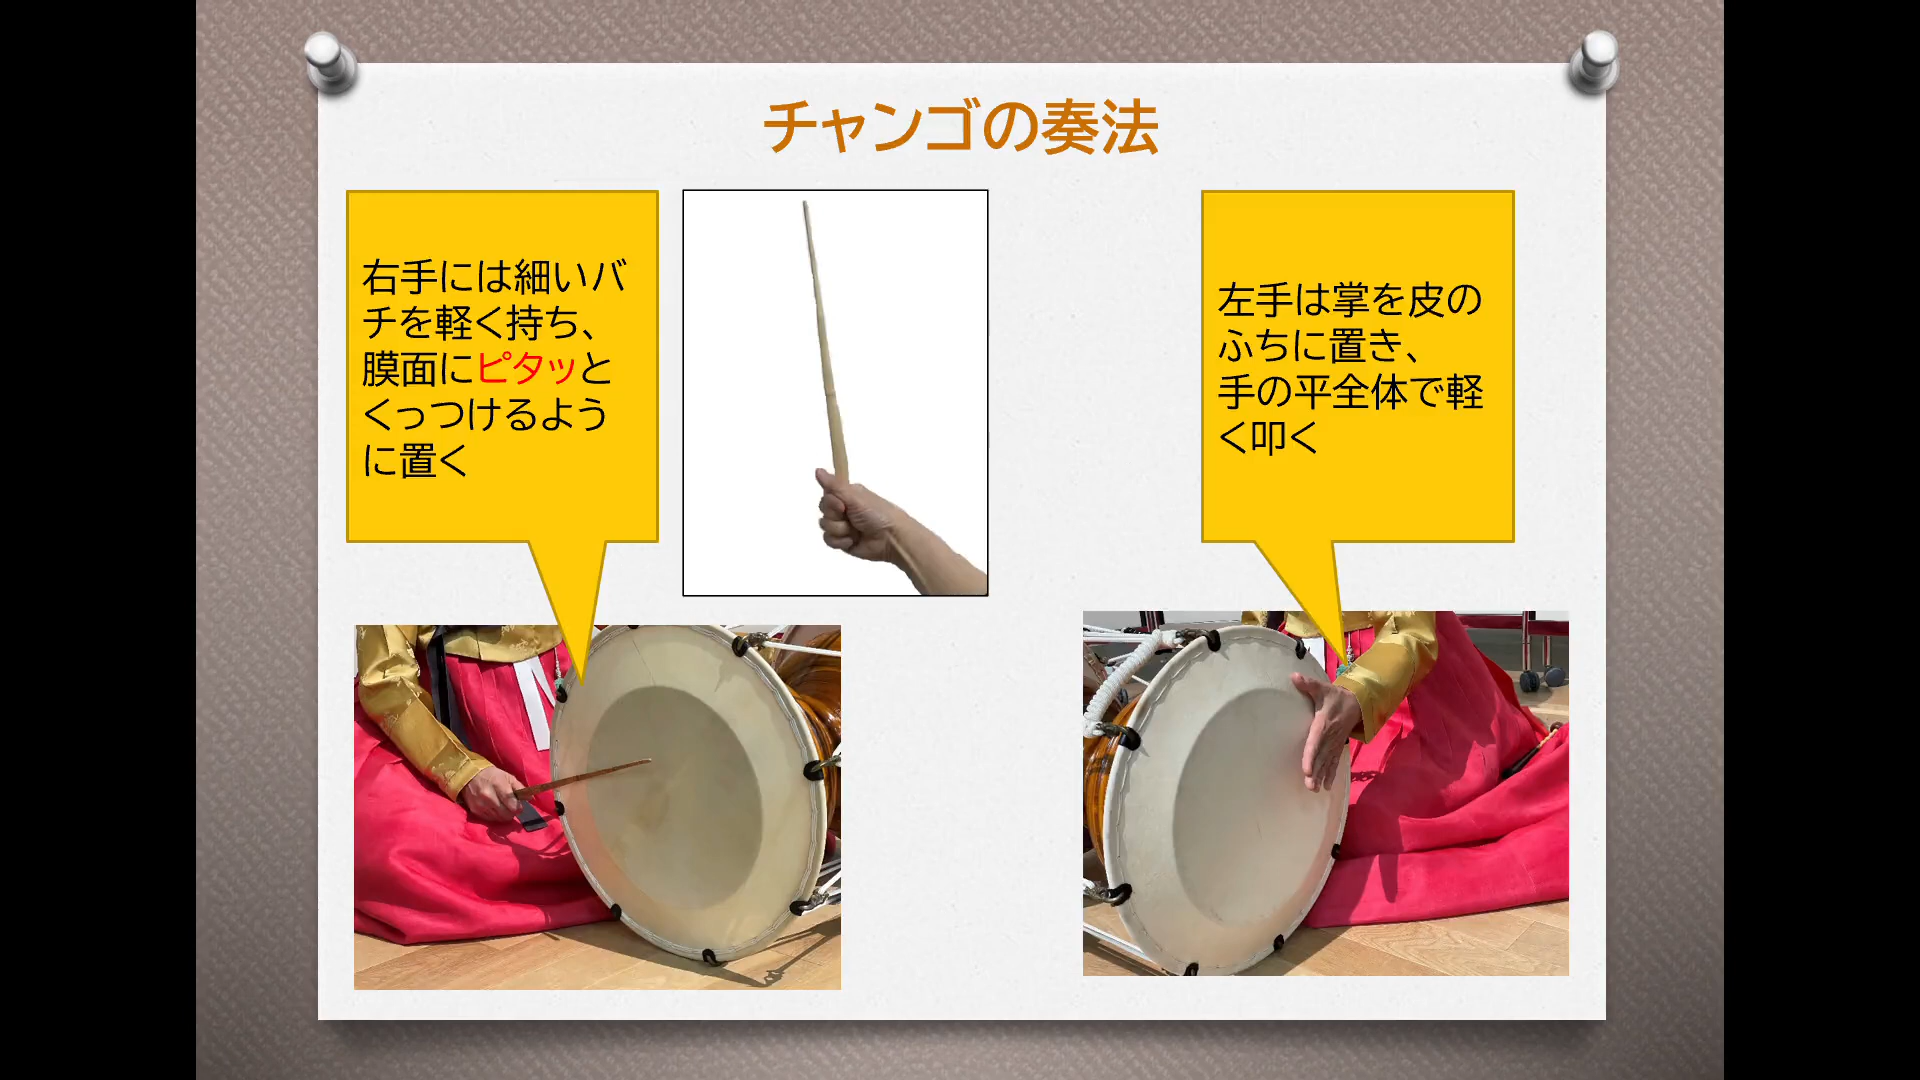 チャンゴの奏法
右手には細いバ
チを軽く持ち、
膜面にピタッと
くっつけるよう
に置く
左手は掌を皮の
ふちに置き、
手の平全体で軽
く叩く